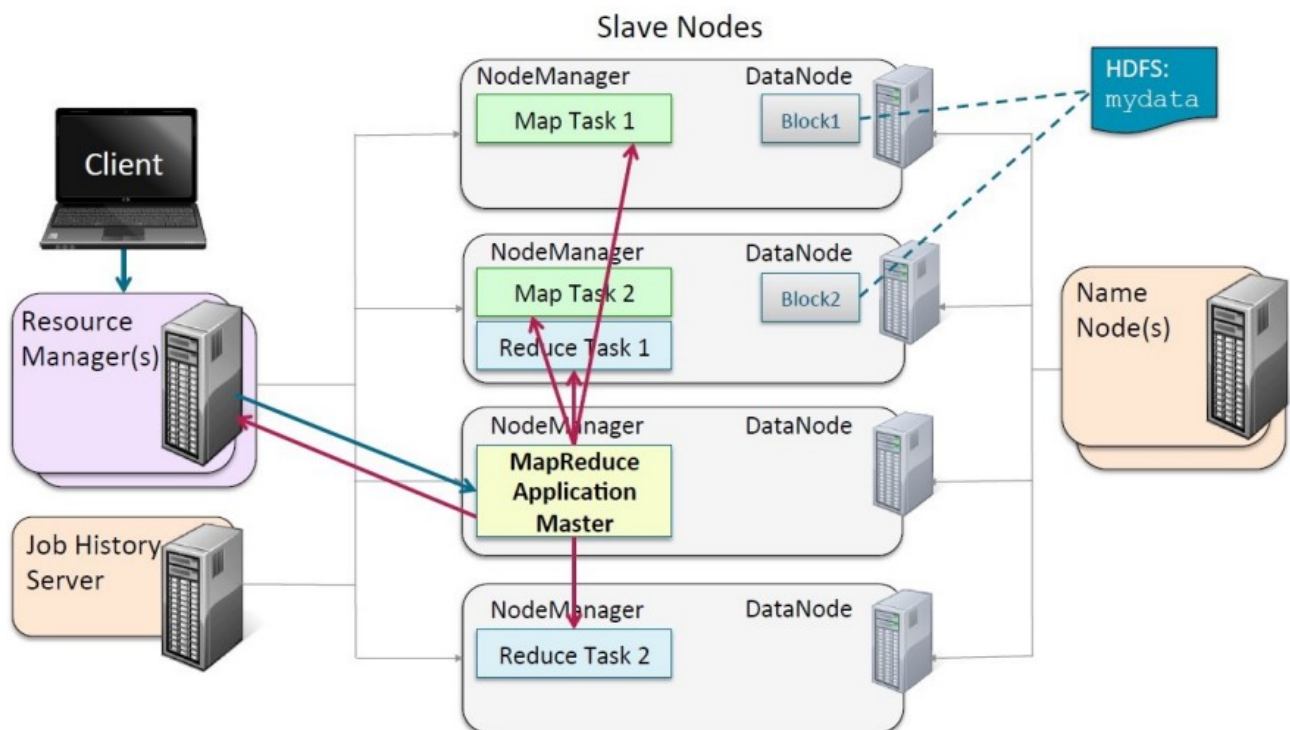 Slave Nodes
Client
Resource
Manager(s)
Job History
Server
NodeManager
DataNode
Map Task 1
Block1
NodeManager
DataNode
Map Task 2
Block2
Reduce Task 1
NodeManager
DataNode
MapReduce
Application
Master
NodeManager
DataNode
Reduce Task 2
HDFS:
mydata
Name
Node(s)